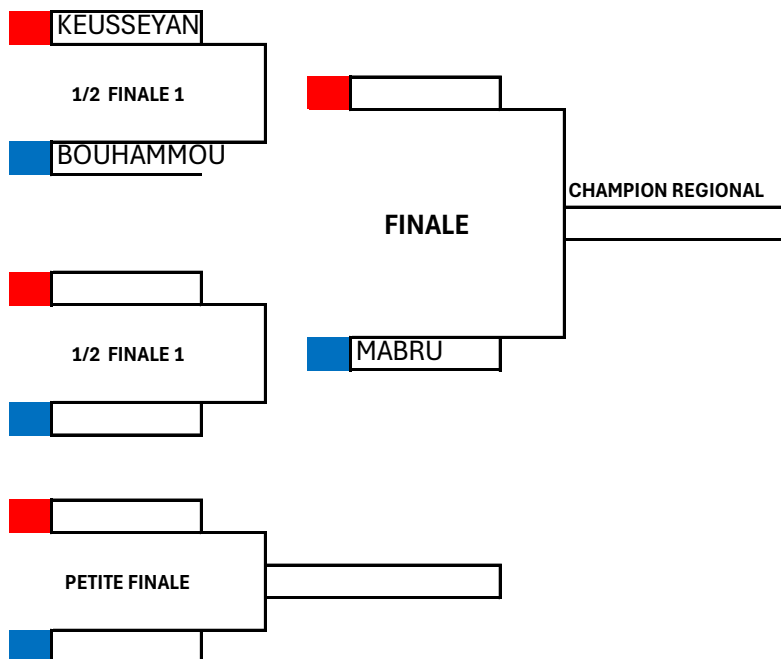 KEUSSEYAN
1/2 FINALE 1
BOUHAMMOU
CHAMPION REGIONAL
FINALE
1/2 FINALE 1
MABRU
PETITE FINALE